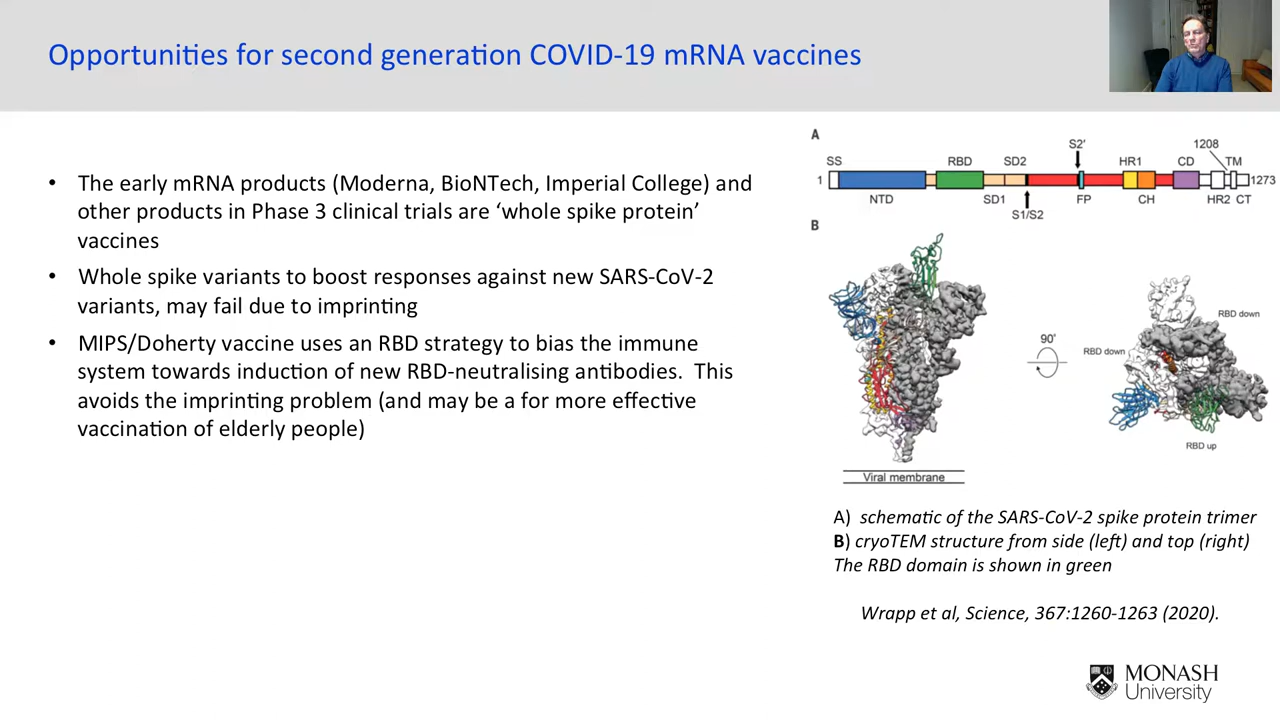 Opportunities for second generation COVID-19 mRNA vaccines
• The early mRNA products (Moderna, BioNTech, Imperial College) and
other products in Phase 3 clinical trials are ‘whole spike protein’
vaccines
• Whole spike variants to boost responses against new SARS-CoV-2
variants, may fail due to imprinting
• MIPS/Doherty vaccine uses an RBD strategy to bias the immune
system towards induction of new RBD-neutralising antibodies. This
avoids the imprinting problem (and may be a for more effective
vaccination of elderly people)
A
S2′ 1208
SS RBD SD2 HR1 CD TM
1 1273
NTD SD1 FP CH HR2 CT
S1/S2
B
RBD down
90˚
RBD down
RBD up
Viral membrane
A) schematic of the SARS-CoV-2 spike protein trimer
B) cryoTEM structure from side (left) and top (right)
The RBD domain is shown in green
Wrapp et al, Science, 367:1260-1263 (2020).
MONASH
University